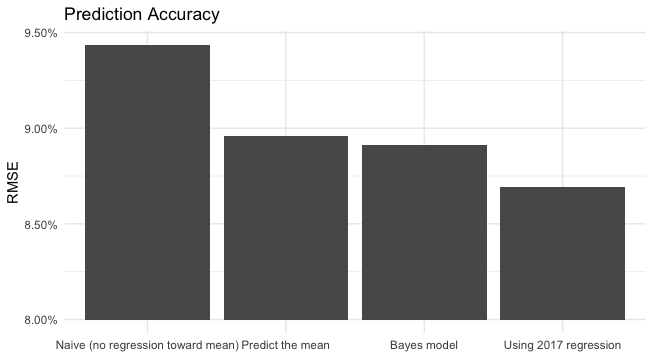 Prediction Accuracy
9.50%
9.00%
8.50%
8.00%
RMSE
Naive (no regression toward mean) Predict the mean Bayes model Using 2017 regression